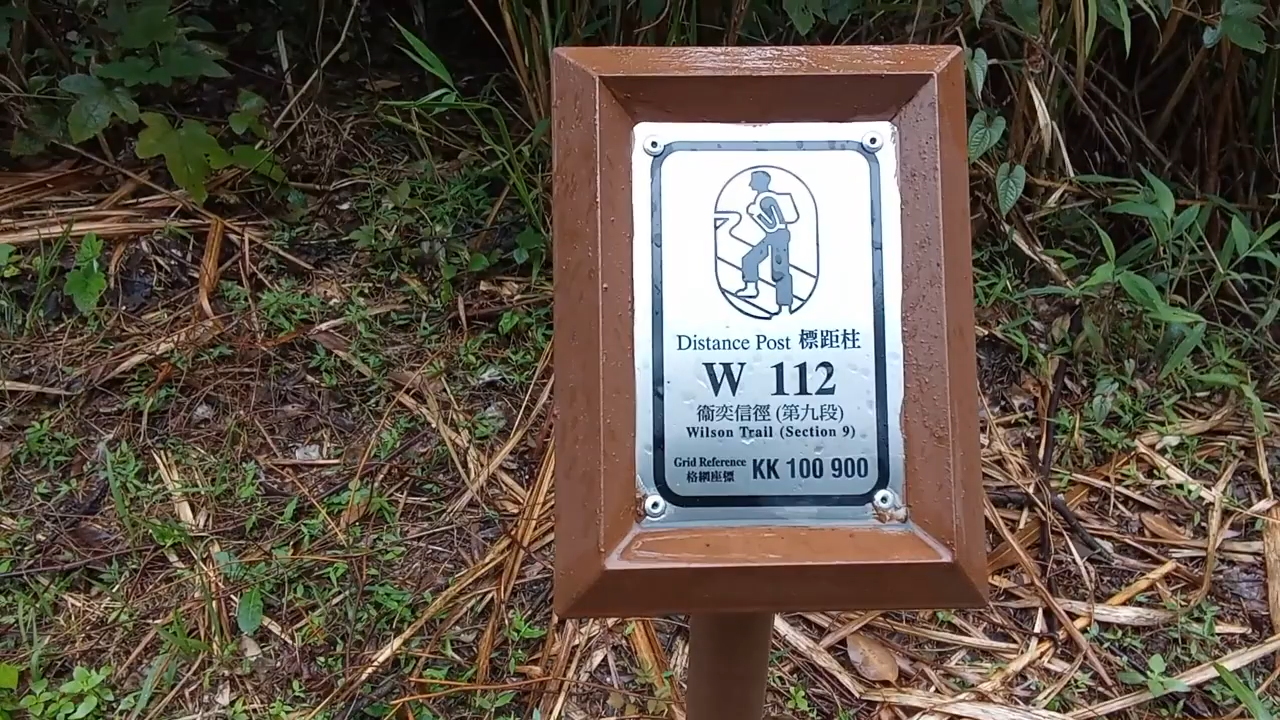 Distance Post 標距柱
W 112
衞奕信徑 (第九段)
Wilson Trail (Section 9)
Grid Reference
格網座標
KK 100 900